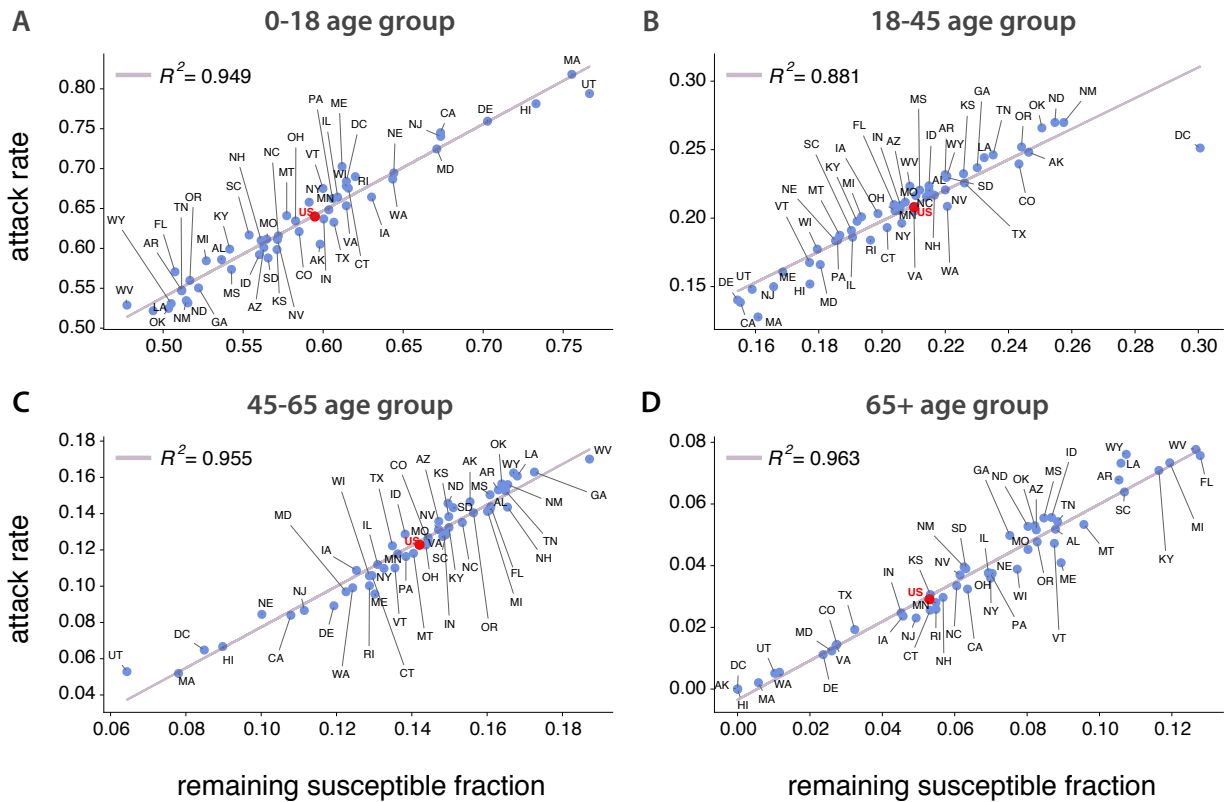 A 0-18 age group
R² = 0.949
attack rate
0.80
0.75
0.70
0.65
0.60
0.55
0.50
MA
UT
HI
DE
CA
NJ
MD
NE
WA
DC
ME
IL
PA
WI
RI
IA
VT
OH
NY
MN
US
VA
CT
TX
IN
AK
CO
MT
NC
NH
SC
MO
KY
ID
AZ
SD
KS
NV
OR
TN
MI
AL
MS
FL
AR
WY
WV
LA
OK
NM
ND
GA
0.50
0.55
0.60
0.65
0.70
0.75
B 18-45 age group
R² = 0.881
0.30
0.25
0.20
0.15
DC
NM
ND
OK
OR
TN
GA
KS
LA
AK
CO
MS
ID
AR
WY
AZ
IN
FL
WV
AL
SD
TX
NV
WA
NH
NC
US
MO
MN
VA
NY
CT
RI
OH
IA
SC
KY
MI
MT
NE
VT
WI
PA
IL
MD
HI
ME
NJ
UT
DE
CA
MA
0.16
0.18
0.20
0.22
0.24
0.26
0.28
0.30
C 45-65 age group
R² = 0.955
attack rate
0.18
0.16
0.14
0.12
0.10
0.08
0.06
0.04
WV
GA
LA
WY
OK
AR
AK
MS
NM
AL
TN
NH
FL
MI
OR
AZ
KS
ND
SD
NC
CO
NV
VA
SC
KY
IN
TX
ID
MO
US
OH
MT
WI
IL
MN
NY
PA
VT
MD
IA
ME
CT
RI
WA
DE
NE
NJ
CA
DC
HI
MA
UT
0.06
0.08
0.10
0.12
0.14
0.16
0.18
remaining susceptible fraction
D 65+ age group
R² = 0.963
0.08
0.06
0.04
0.02
0.00
WY
LA
AR
SC
WV
FL
MI
KY
ID
MS
OK
AZ
ND
GA
TN
MO
AL
MT
OR
ME
VT
SD
NM
IL
NV
NE
WI
OH
NY
PA
KS
US
MN
IN
IA
NJ
RI
CT
NH
NC
CA
TX
CO
MD
VA
DE
UT
WA
DC
AK
HI
MA
0.00
0.02
0.04
0.06
0.08
0.10
0.12
remaining susceptible fraction